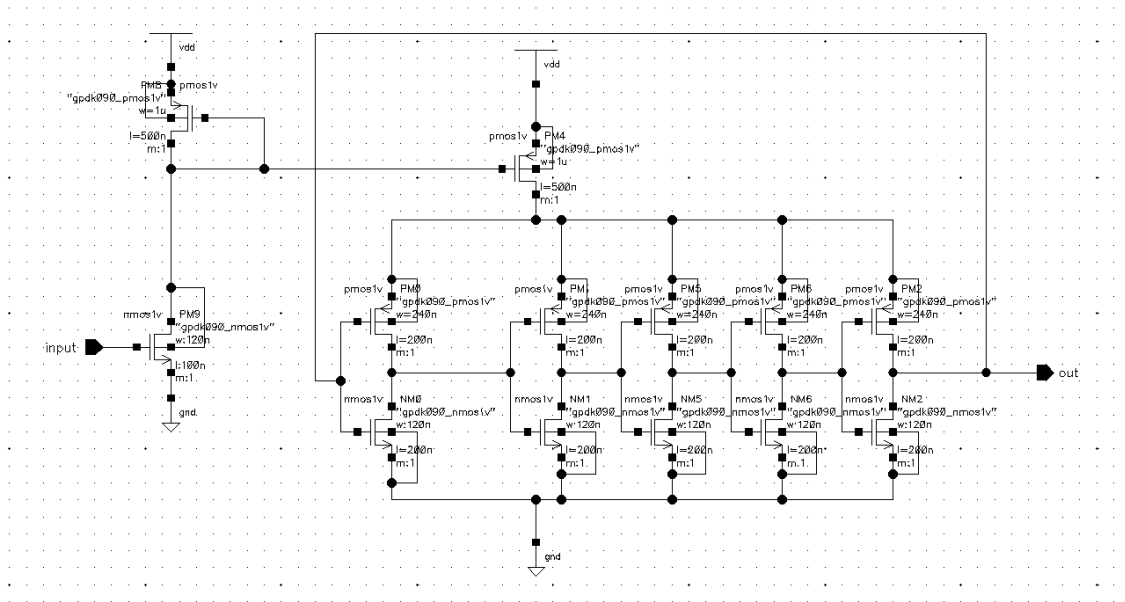 vdd
PM8 pmos1v
"gpdk090_pmos1v"
w=1u
l=500n
m:1
vdd
pmos1v PM4
"gpdk090_pmos1v"
w=1u
l=500n
m:1
nmos1v PM9
"gpdk090_nmos1v"
w:120n
input
l:100n
m:1
gnd
pmos1v PM0
"gpdk090_pmos1v"
w=240n
l=200n
m:1
pmos1v
"gpdk090_pmos1v"
w=240n
l=200n
m:1
pmos1v PM5
"gpdk090_pmos1v"
w=240n
l=200n
m:1
pmos1v PM6
"gpdk090_pmos1v"
w=240n
l=200n
m:1
pmos1v PM2
"gpdk090_pmos1v"
w=240n
l=200n
m:1
out
nmos1v NM0
"gpdk090_nmos1v"
w:120n
l=200n
m:1
nmos1v NM1
"gpdk090_nmos1v"
w:120n
l=200n
m:1
nmos1v NM5
"gpdk090_nmos1v"
w:120n
l=200n
m:1
nmos1v NM6
"gpdk090_nmos1v"
w:120n
l=200n
m:1
nmos1v NM2
"gpdk090_nmos1v"
w:120n
l=200n
m:1
gnd